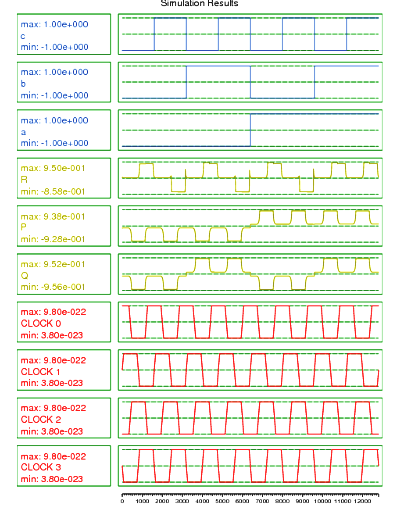 Simulation Results
max: 1.00e+000
c
min: -1.00e+000
max: 1.00e+000
b
min: -1.00e+000
max: 1.00e+000
a
min: -1.00e+000
max: 9.50e-001
R
min: -8.58e-001
max: 9.38e-001
P
min: -9.28e-001
max: 9.52e-001
Q
min: -9.56e-001
max: 9.80e-022
CLOCK 0
min: 3.80e-023
max: 9.80e-022
CLOCK 1
min: 3.80e-023
max: 9.80e-022
CLOCK 2
min: 3.80e-023
max: 9.80e-022
CLOCK 3
min: 3.80e-023
0 1000 2000 3000 4000 5000 6000 7000 8000 9000 10000 11000 12000